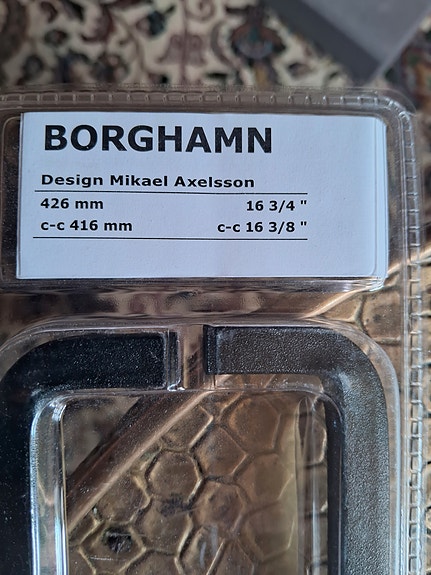 BORGHAMN
Design Mikael Axelsson
426 mm 16 3/4 "
c-c 416 mm c-c 16 3/8 "